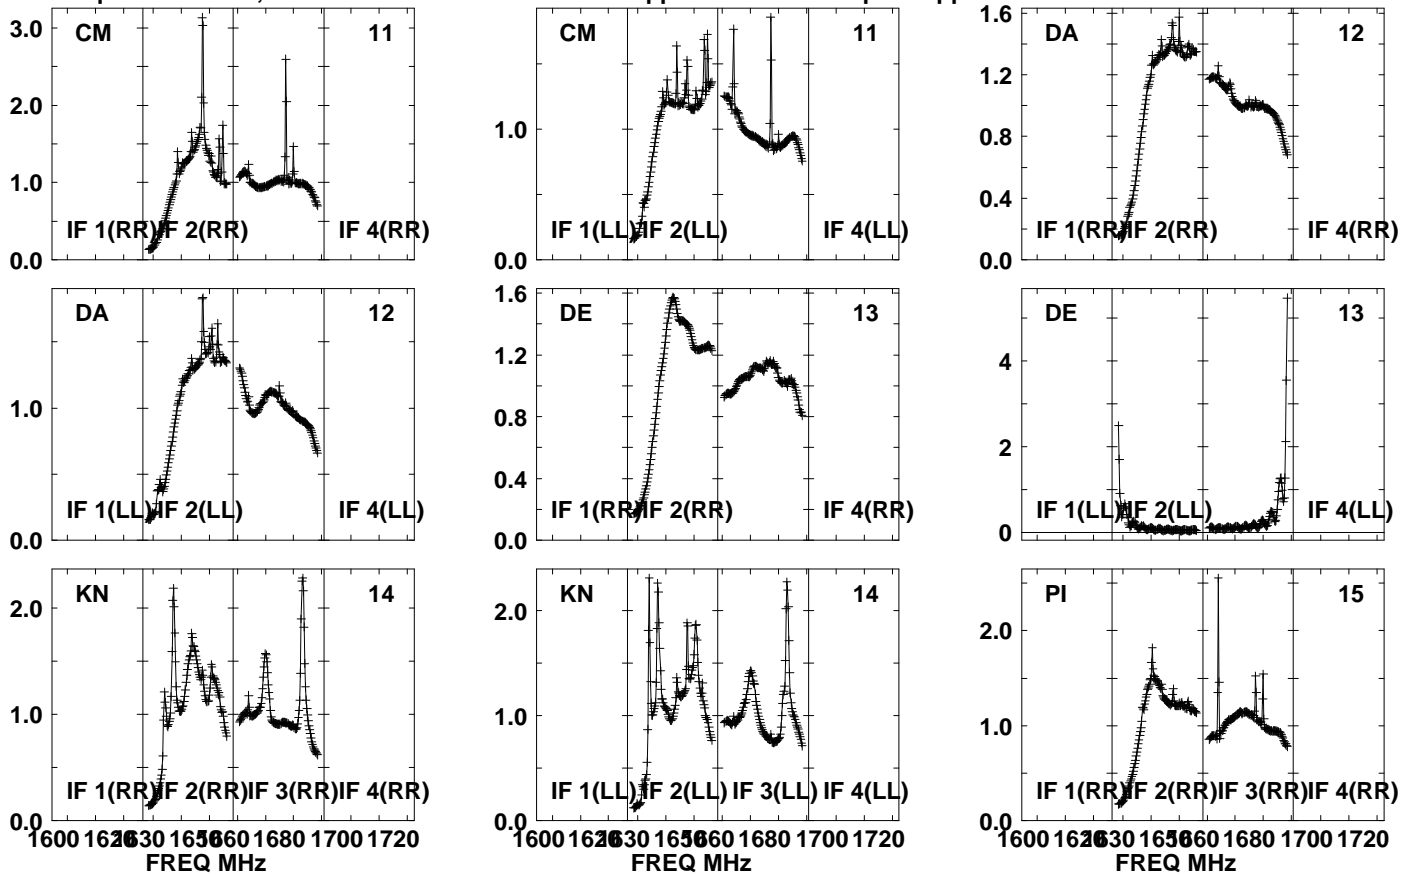 3.0 CM 11 CM 11 1.6 DA 12
2.0 1.2
1.0 1.0 0.8
0.4
IF 1(RR) IF 2(RR) IF 4(RR) IF 1(LL) IF 2(LL) IF 4(LL) IF 1(RR) IF 2(RR) IF 4(RR)
0.0 0.0 0.0
DA 12 1.6 DE 13 DE 13
1.2 4
1.0 0.8 2
0.4
IF 1(LL) IF 2(LL) IF 4(LL) IF 1(RR) IF 2(RR) IF 4(RR) IF 1(LL) IF 2(LL) IF 4(LL)
0.0 0.0 0
KN 14 KN 14 PI 15
2.0 2.0 2.0
1.0 1.0 1.0
IF 1(RR) IF 2(RR) IF 3(RR) IF 4(RR) IF 1(LL) IF 2(LL) IF 3(LL) IF 4(LL) IF 1(RR) IF 2(RR) IF 3(RR) IF 4(RR)
0.0 0.0 0.0
1600 1630 1660 1700 1720 1600 1630 1660 1700 1720 1600 1630 1660 1700 1720
FREQ MHz FREQ MHz FREQ MHz